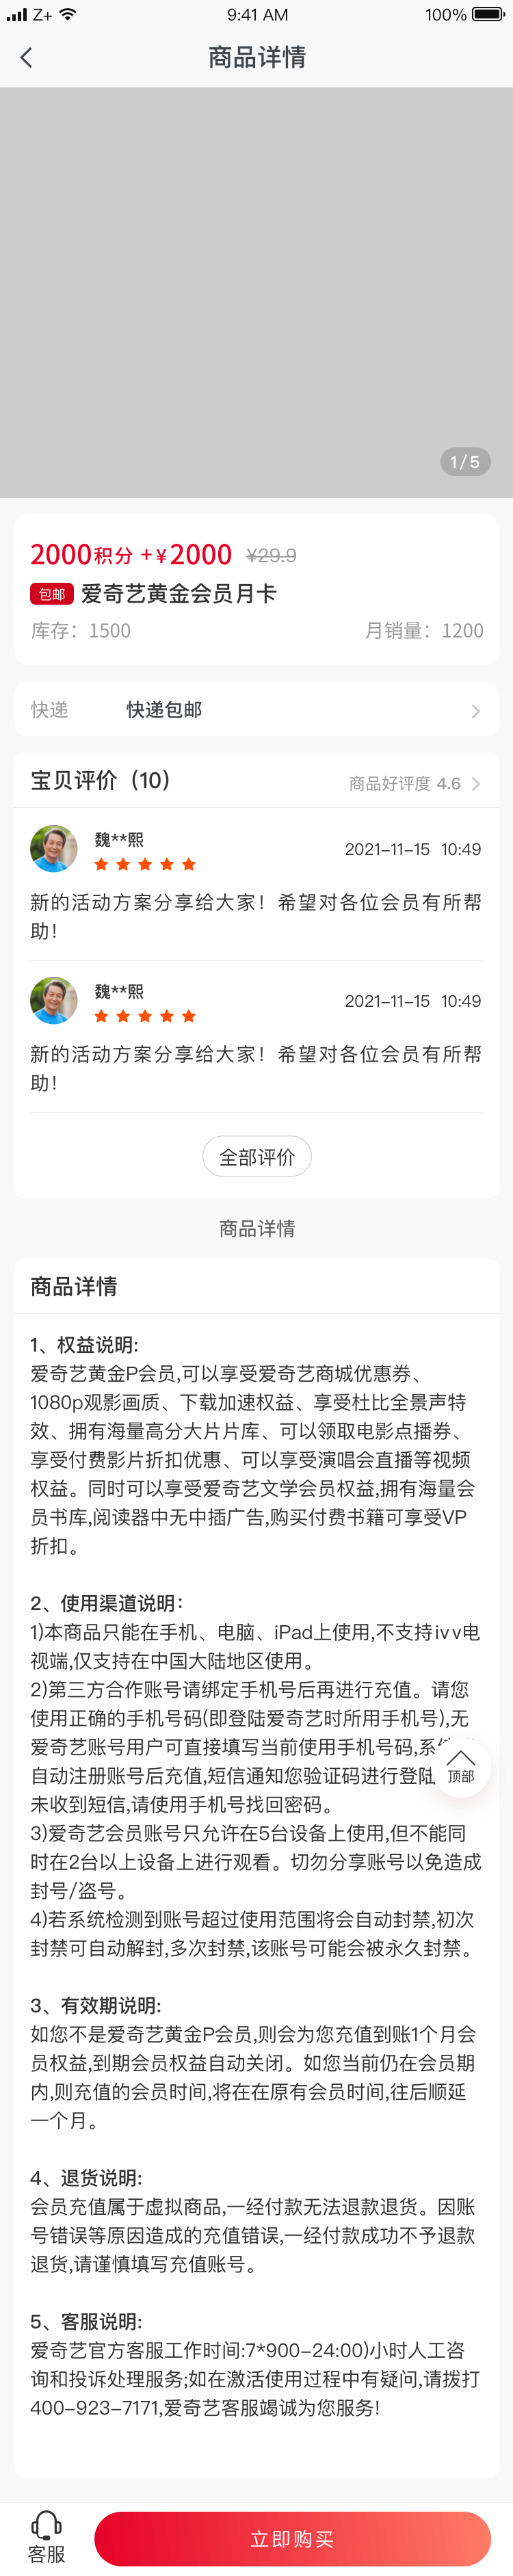 Z+ 9:41 AM 100%
商品详情
1/5
2000积分 +¥2000 ¥29.9
包邮 爱奇艺黄金会员月卡
库存：1500 月销量：1200
快递 快递包邮
宝贝评价（10） 商品好评度 4.6
魏**熙
2021-11-15 10:49
新的活动方案分享给大家！希望对各位会员有所帮
助！
魏**熙
2021-11-15 10:49
新的活动方案分享给大家！希望对各位会员有所帮
助！
全部评价
商品详情
商品详情
1、权益说明:
爱奇艺黄金P会员,可以享受爱奇艺商城优惠券、
1080p观影画质、下载加速权益、享受杜比全景声特
效、拥有海量高分大片片库、可以领取电影点播券、
享受付费影片折扣优惠、可以享受演唱会直播等视频
权益。同时可以享受爱奇艺文学会员权益,拥有海量会
员书库,阅读器中无中插广告,购买付费书籍可享受VP
折扣。
2、使用渠道说明：
1)本商品只能在手机、电脑、iPad上使用,不支持ivv电
视端,仅支持在中国大陆地区使用。
2)第三方合作账号请绑定手机号后再进行充值。请您
使用正确的手机号码(即登陆爱奇艺时所用手机号),无
爱奇艺账号用户可直接填写当前使用手机号码,系
自动注册账号后充值,短信通知您验证码进行登陆
顶部
未收到短信,请使用手机号找回密码。
3)爱奇艺会员账号只允许在5台设备上使用,但不能同
时在2台以上设备上进行观看。切勿分享账号以免造成
封号/盗号。
4)若系统检测到账号超过使用范围将会自动封禁,初次
封禁可自动解封,多次封禁,该账号可能会被永久封禁。
3、有效期说明:
如您不是爱奇艺黄金P会员,则会为您充值到账1个月会
员权益,到期会员权益自动关闭。如您当前仍在会员期
内,则充值的会员时间,将在在原有会员时间,往后顺延
一个月。
4、退货说明:
会员充值属于虚拟商品,一经付款无法退款退货。因账
号错误等原因造成的充值错误,一经付款成功不予退款
退货,请谨慎填写充值账号。
5、客服说明:
爱奇艺官方客服工作时间:7*900-24:00)小时人工咨
询和投诉处理服务;如在激活使用过程中有疑问,请拨打
400-923-7171,爱奇艺客服竭诚为您服务!
客服 立即购买